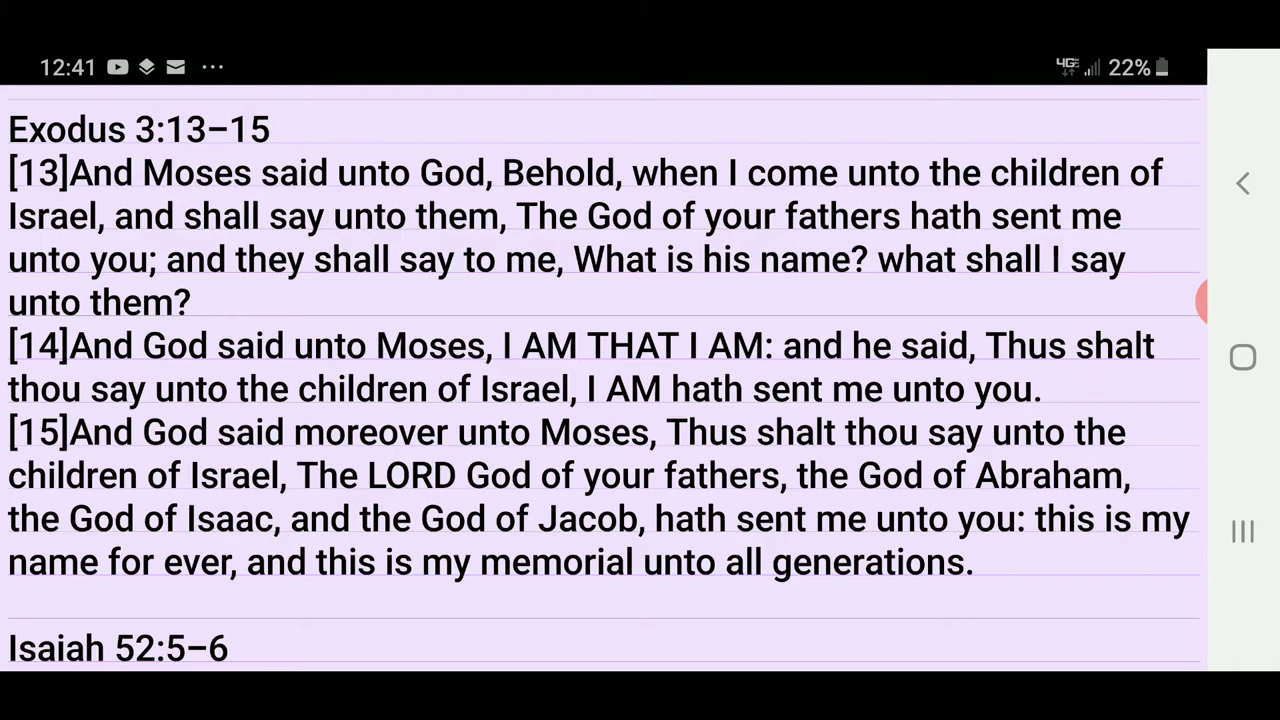 12:41 ... 4GE 22%
Exodus 3:13–15
[13]And Moses said unto God, Behold, when I come unto the children of
Israel, and shall say unto them, The God of your fathers hath sent me
unto you; and they shall say to me, What is his name? what shall I say
unto them?
[14]And God said unto Moses, I AM THAT I AM: and he said, Thus shalt
thou say unto the children of Israel, I AM hath sent me unto you.
[15]And God said moreover unto Moses, Thus shalt thou say unto the
children of Israel, The LORD God of your fathers, the God of Abraham,
the God of Isaac, and the God of Jacob, hath sent me unto you: this is my
name for ever, and this is my memorial unto all generations.
Isaiah 52:5–6